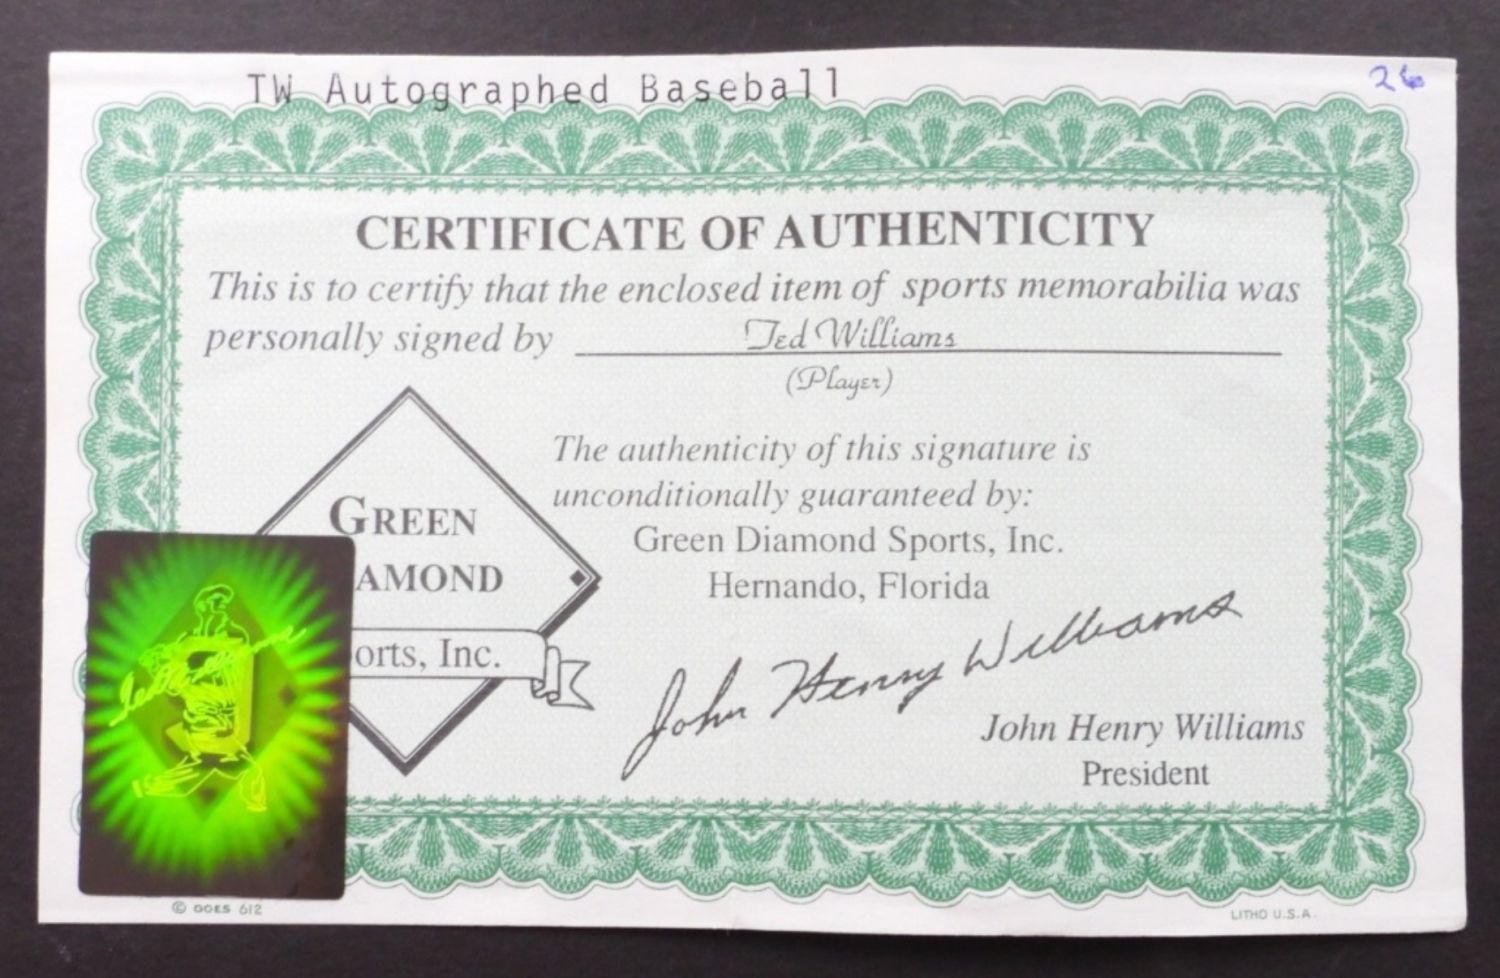 TW Autographed Baseball
26
CERTIFICATE OF AUTHENTICITY
This is to certify that the enclosed item of sports memorabilia was
personally signed by Ted Williams
(Player)
The authenticity of this signature is
unconditionally guaranteed by:
Green Diamond Sports, Inc.
Hernando, Florida
GREEN
AMOND
orts, Inc.
John Henry Williams
John Henry Williams
President
© GOES 612
LITHO U.S.A.